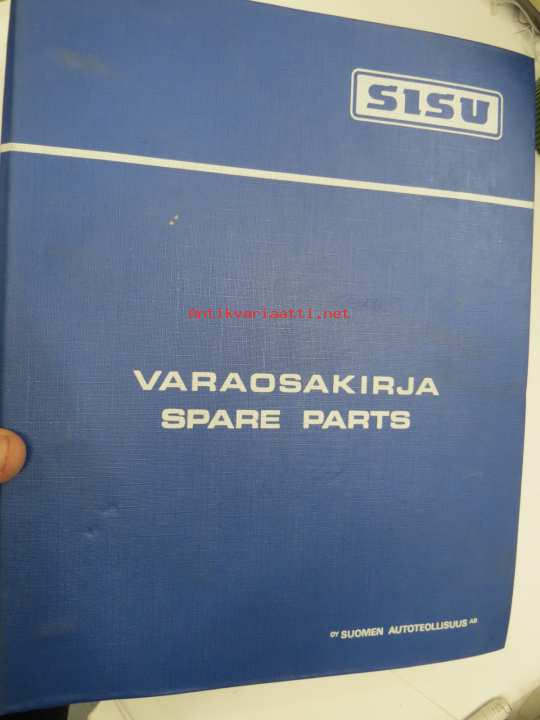 SISU
Antikvariaatti.net
VARAOSAKIRJA
SPARE PARTS
OY SUOMEN AUTOTEOLLISUUS AB